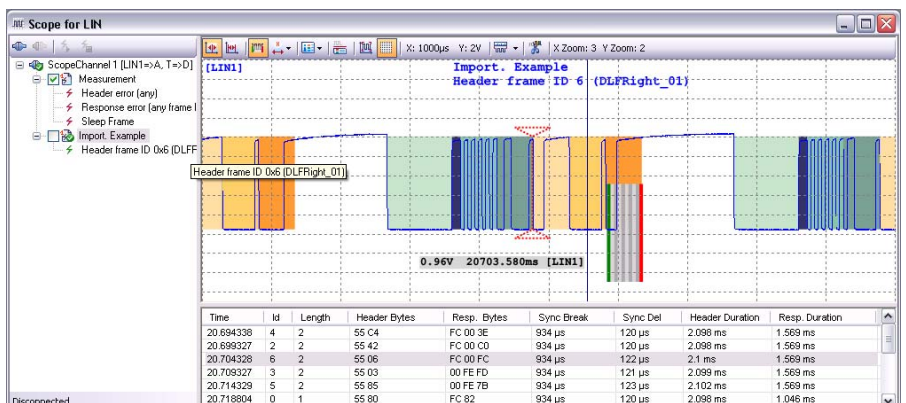 Scope for LIN
X: 1000µs Y: 2V X Zoom: 3 Y Zoom: 2
ScopeChannel 1 [LIN1=>A, T=>D]
Measurement
Header error (any)
Response error (any frame I
Sleep Frame
Import. Example
Header frame ID 0x6 (DLFF
Header frame ID 0x6 (DLFRight_01)
[LIN1]
Import. Example
Header frame ID 6 (DLFRight_01)
0.96V 20703.580ms [LIN1]
Time Id Length Header Bytes Resp. Bytes Sync Break Sync Del Header Duration Resp. Duration
20.694338 4 2 55 C4 FC 00 3E 934 µs 120 µs 2.098 ms 1.569 ms
20.699327 2 2 55 42 FC 00 C0 934 µs 120 µs 2.098 ms 1.569 ms
20.704328 6 2 55 06 FC 00 FC 934 µs 122 µs 2.1 ms 1.569 ms
20.709327 3 2 55 03 00 FE FD 934 µs 121 µs 2.099 ms 1.569 ms
20.714329 5 2 55 85 00 FE 7B 934 µs 123 µs 2.102 ms 1.569 ms
20.718804 0 1 55 80 FC 82 934 µs 120 µs 2.098 ms 1.046 ms
Disconnected